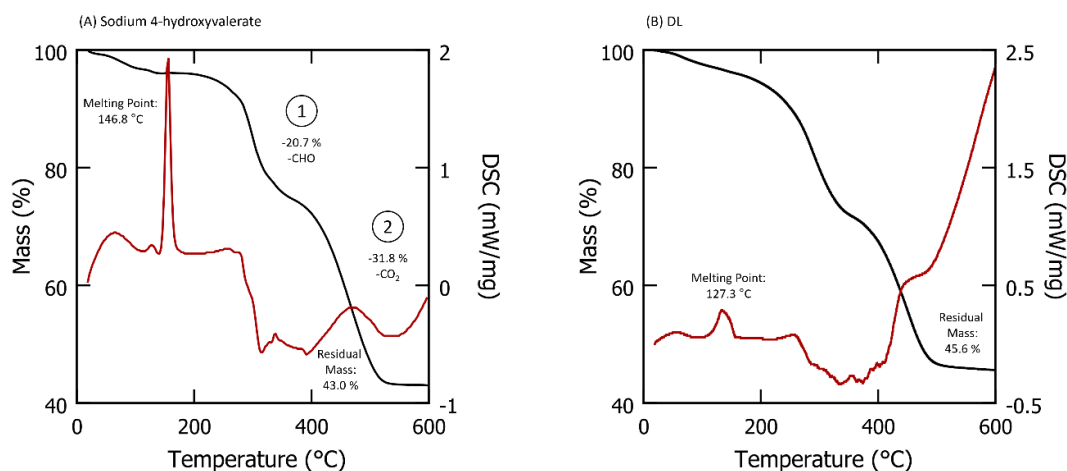 (A) Sodium 4-hydroxyvalerate
100
80
60
40
Mass (%)
Melting Point:
146.8 °C
1
-20.7 %
-CHO
2
-31.8 %
-CO₂
Residual
Mass:
43.0 %
2
1
0
-1
DSC (mW/mg)
0
200
400
600
Temperature (°C)
(B) DL
100
80
60
40
Mass (%)
Melting Point:
127.3 °C
Residual
Mass:
45.6 %
2.5
1.5
0.5
-0.5
DSC (mW/mg)
0
200
400
600
Temperature (°C)